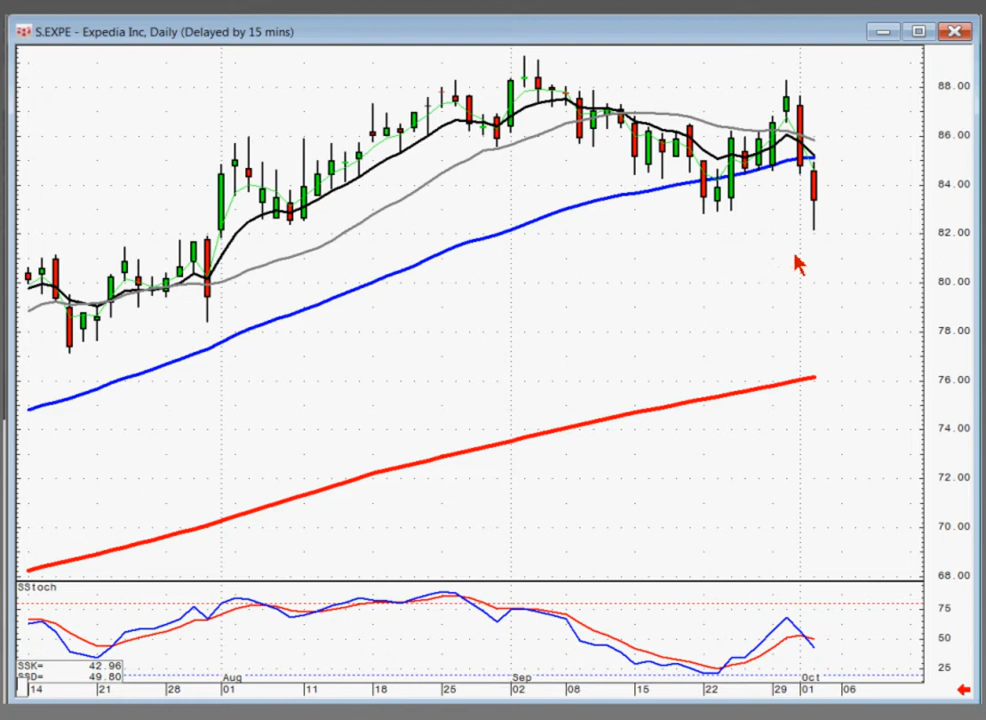 S.EXPE - Expedia Inc, Daily (Delayed by 15 mins)
88.00
86.00
84.00
82.00
80.00
78.00
76.00
74.00
72.00
70.00
68.00
SStoch
75
50
25
SSK= 42.96
SSD= 49.80
Aug Sep Oct
14 21 28 01 11 18 25 02 08 15 22 29 01 06